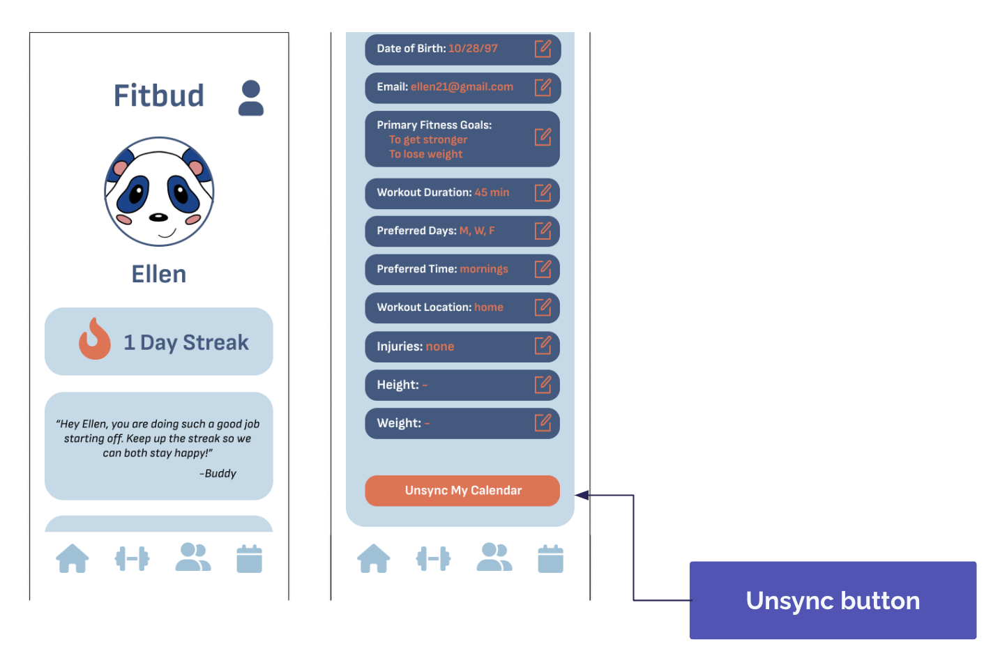 Fitbud
Ellen
1 Day Streak
“Hey Ellen, you are doing such a good job
starting off. Keep up the streak so we
can both stay happy!”
-Buddy
Date of Birth: 10/28/97
Email: ellen21@gmail.com
Primary Fitness Goals:
To get stronger
To lose weight
Workout Duration: 45 min
Preferred Days: M, W, F
Preferred Time: mornings
Workout Location: home
Injuries: none
Height: -
Weight: -
Unsync My Calendar
Unsync button